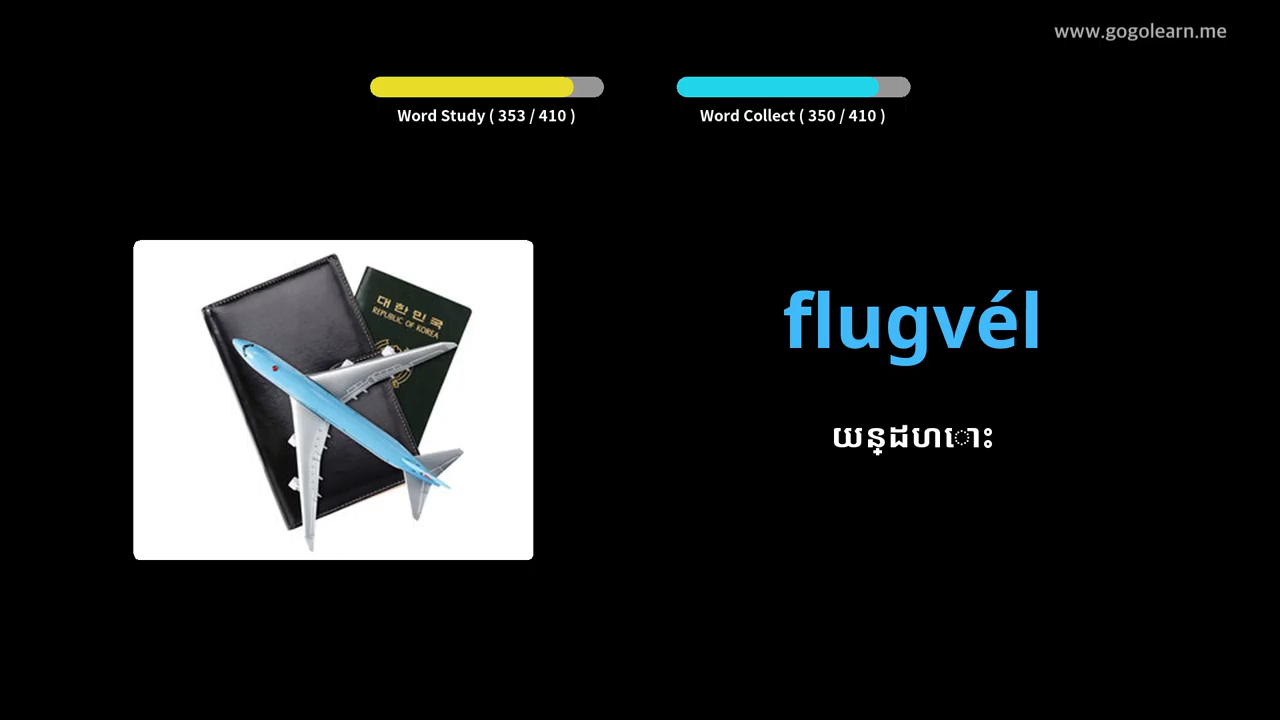 www.gogolearn.me
Word Study ( 353 / 410 )
Word Collect ( 350 / 410 )
대한민국
REPUBLIC OF KOREA
flugvél
យន្ដហោះ